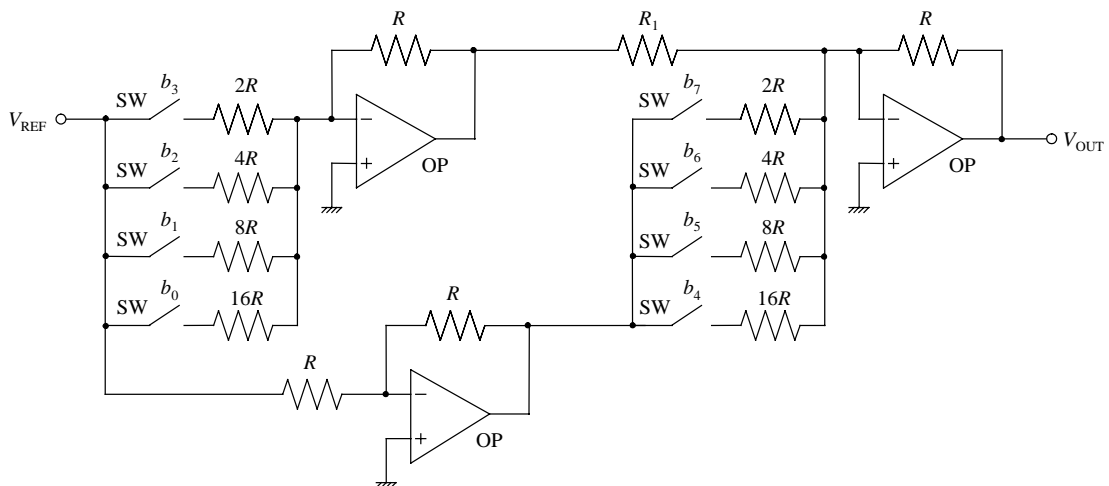 R
R₁
R
SW b₃ 2R
V_REF
OP
SW b₂ 4R
SW b₁ 8R
SW b₀ 16R
SW b₇ 2R
SW b₆ 4R
SW b₅ 8R
SW b₄ 16R
OP
V_OUT
R
R
OP